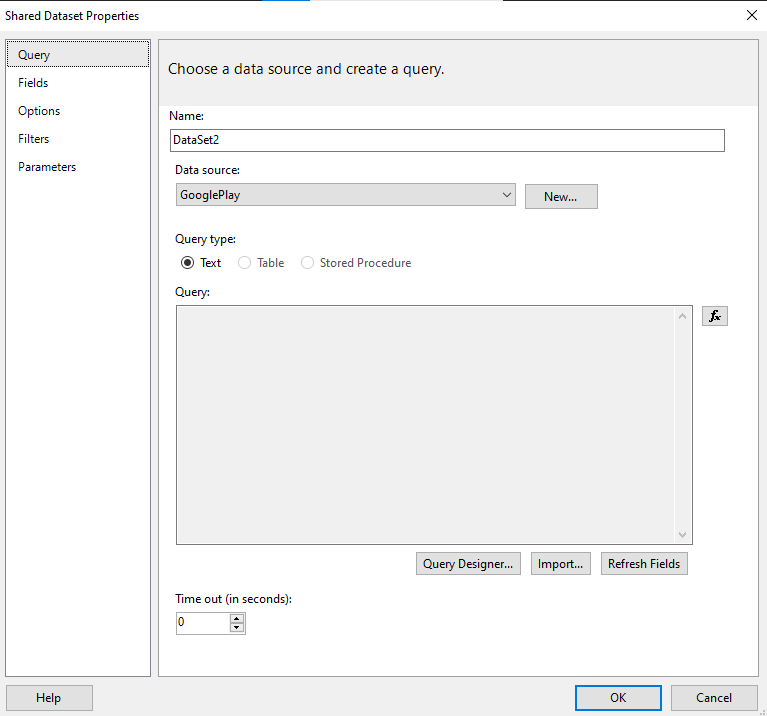 Shared Dataset Properties
Query
Fields
Options
Filters
Parameters
Choose a data source and create a query.
Name:
DataSet2
Data source:
GooglePlay
New...
Query type:
Text Table Stored Procedure
Query:
fx
Query Designer... Import... Refresh Fields
Time out (in seconds):
0
Help OK Cancel